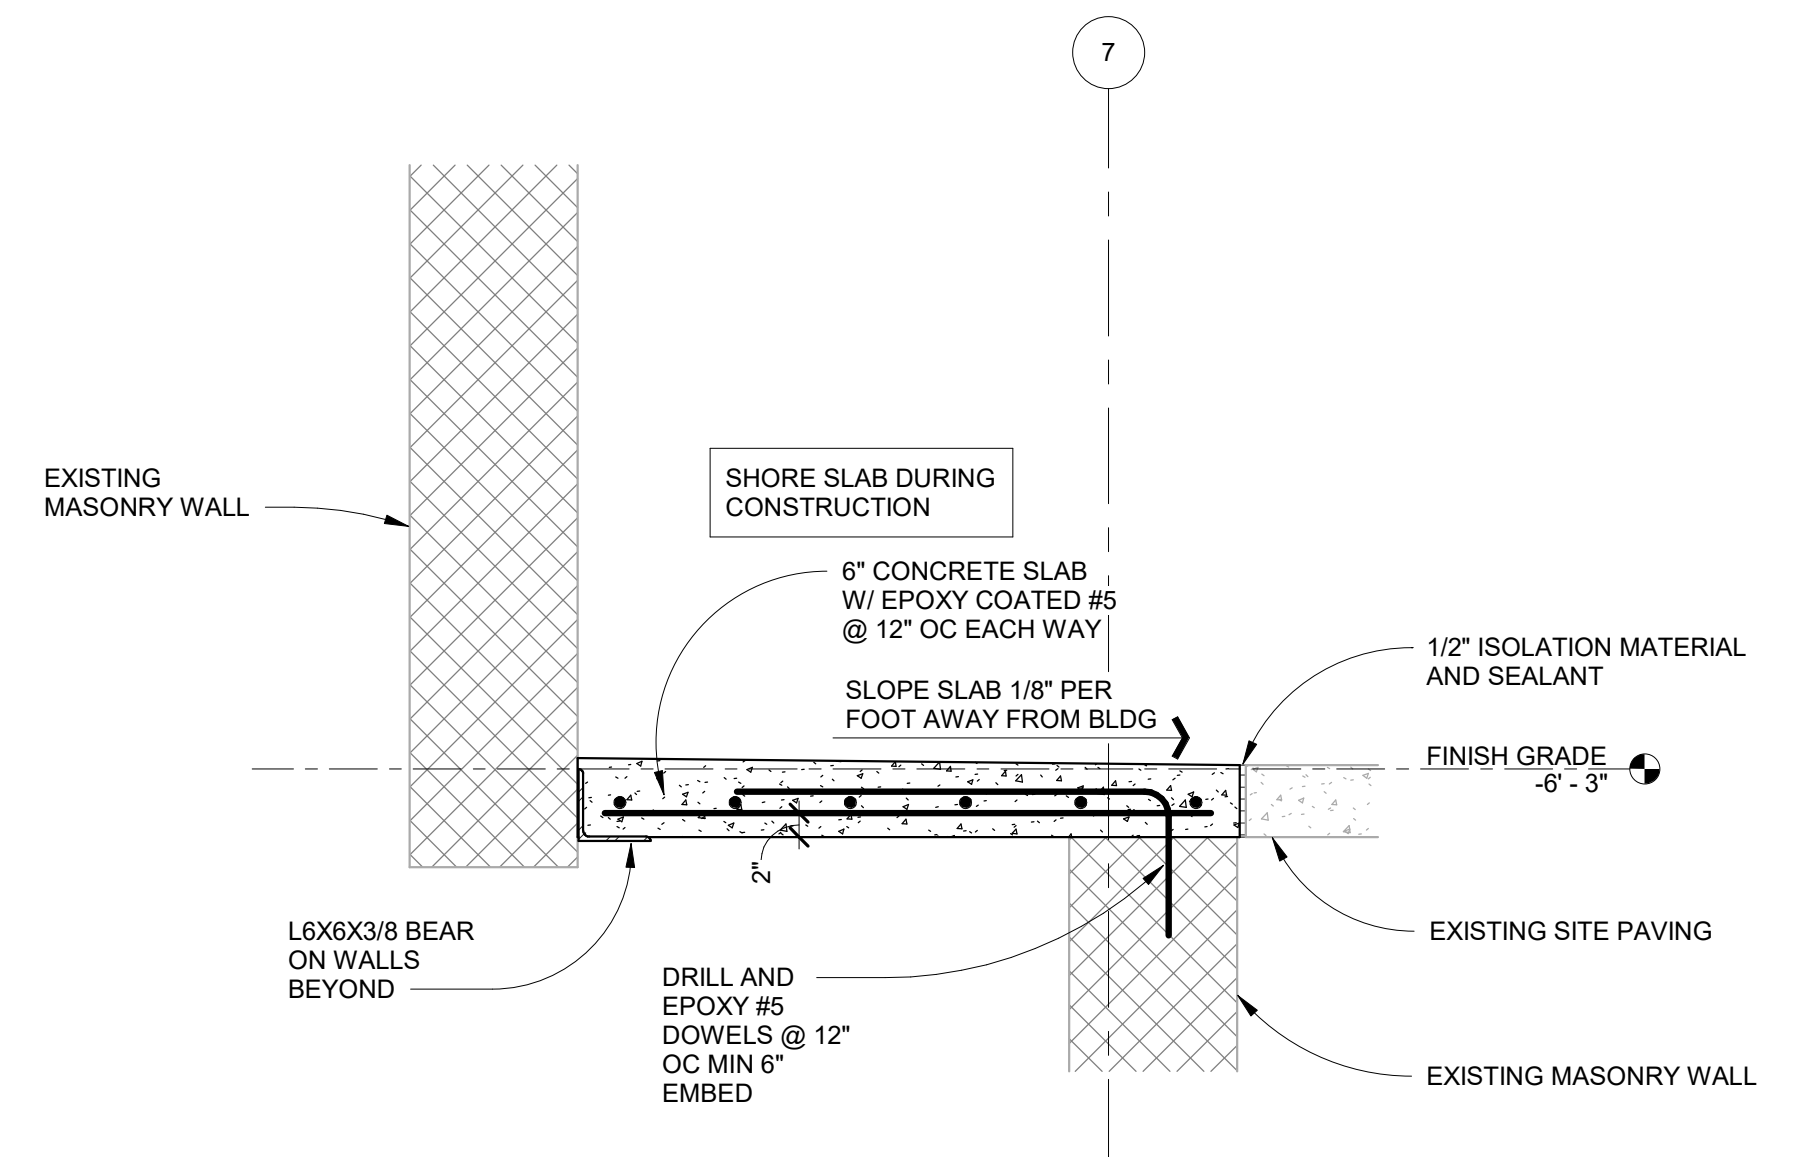 7
EXISTING
MASONRY WALL
SHORE SLAB DURING
CONSTRUCTION
6" CONCRETE SLAB
W/ EPOXY COATED #5
@ 12" OC EACH WAY
1/2" ISOLATION MATERIAL
AND SEALANT
SLOPE SLAB 1/8" PER
FOOT AWAY FROM BLDG
FINISH GRADE
-6' - 3"
2"
L6X6X3/8 BEAR
ON WALLS
BEYOND
DRILL AND
EPOXY #5
DOWELS @ 12"
OC MIN 6"
EMBED
EXISTING SITE PAVING
EXISTING MASONRY WALL